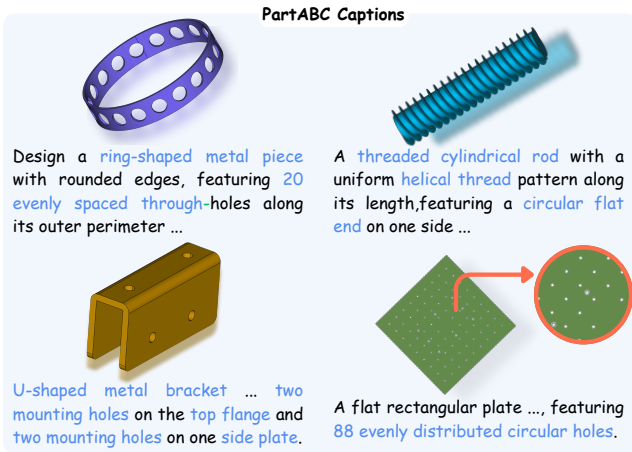 PartABC Captions
Design a ring-shaped metal piece
with rounded edges, featuring 20
evenly spaced through-holes along
its outer perimeter ...
A threaded cylindrical rod with a
uniform helical thread pattern along
its length,featuring a circular flat
end on one side ...
U-shaped metal bracket ... two
mounting holes on the top flange and
two mounting holes on one side plate.
A flat rectangular plate ..., featuring
88 evenly distributed circular holes.